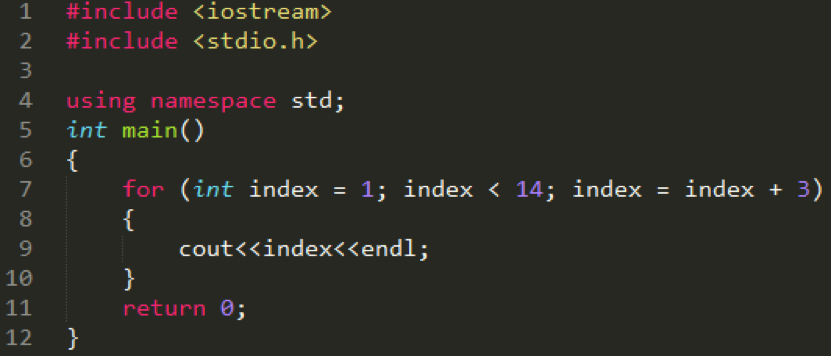 1 #include <iostream>
2 #include <stdio.h>
3
4 using namespace std;
5 int main()
6 {
7     for (int index = 1; index < 14; index = index + 3)
8     {
9         cout<<index<<endl;
10     }
11     return 0;
12 }